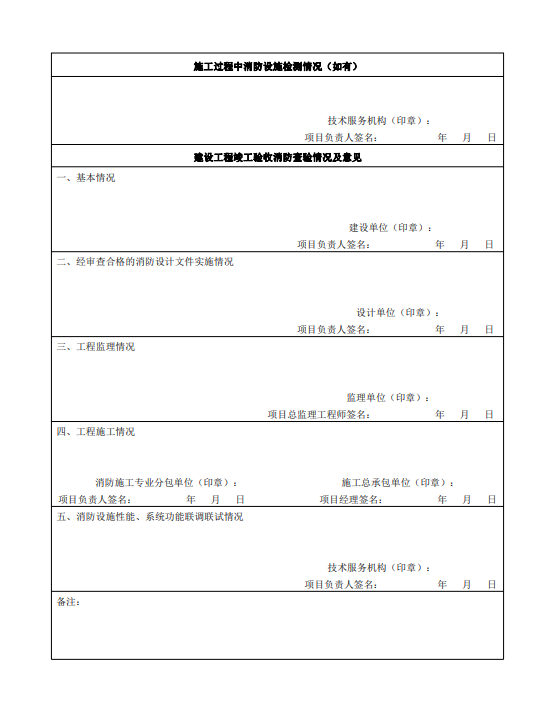 施工过程中消防设施检测情况（如有）
技术服务机构（印章）：
项目负责人签名： 年 月 日
建设工程竣工验收消防查验情况及意见
一、基本情况
建设单位（印章）：
项目负责人签名： 年 月 日
二、经审查合格的消防设计文件实施情况
设计单位（印章）：
项目负责人签名： 年 月 日
三、工程监理情况
监理单位（印章）：
项目总监理工程师签名： 年 月 日
四、工程施工情况
消防施工专业分包单位（印章）： 施工总承包单位（印章）：
项目负责人签名： 年 月 日 项目经理签名： 年 月 日
五、消防设施性能、系统功能联调联试情况
技术服务机构（印章）：
项目负责人签名： 年 月 日
备注：